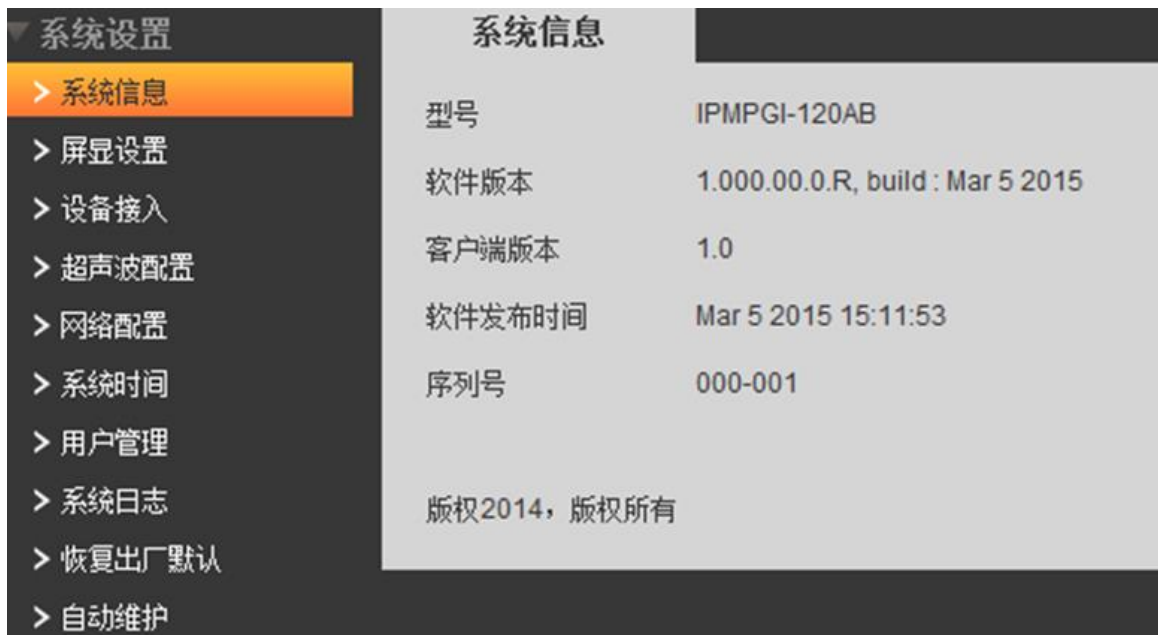 系统设置
> 系统信息
> 屏显设置
> 设备接入
> 超声波配置
> 网络配置
> 系统时间
> 用户管理
> 系统日志
> 恢复出厂默认
> 自动维护
系统信息
型号 IPMPGI-120AB
软件版本 1.000.00.0.R, build : Mar 5 2015
客户端版本 1.0
软件发布时间 Mar 5 2015 15:11:53
序列号 000-001
版权2014，版权所有